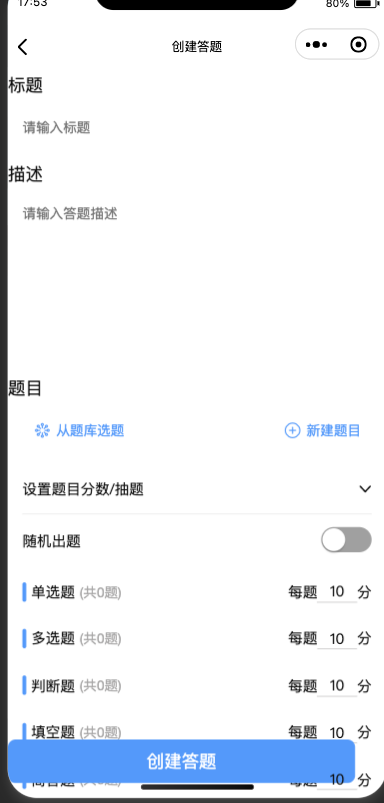 17:53 80%
创建答题
标题
请输入标题
描述
请输入答题描述
题目
从题库选题 新建题目
设置题目分数/抽题
随机出题
单选题 (共0题) 每题 10 分
多选题 (共0题) 每题 10 分
判断题 (共0题) 每题 10 分
填空题 (共0题) 每题 10 分
创建答题
10 分